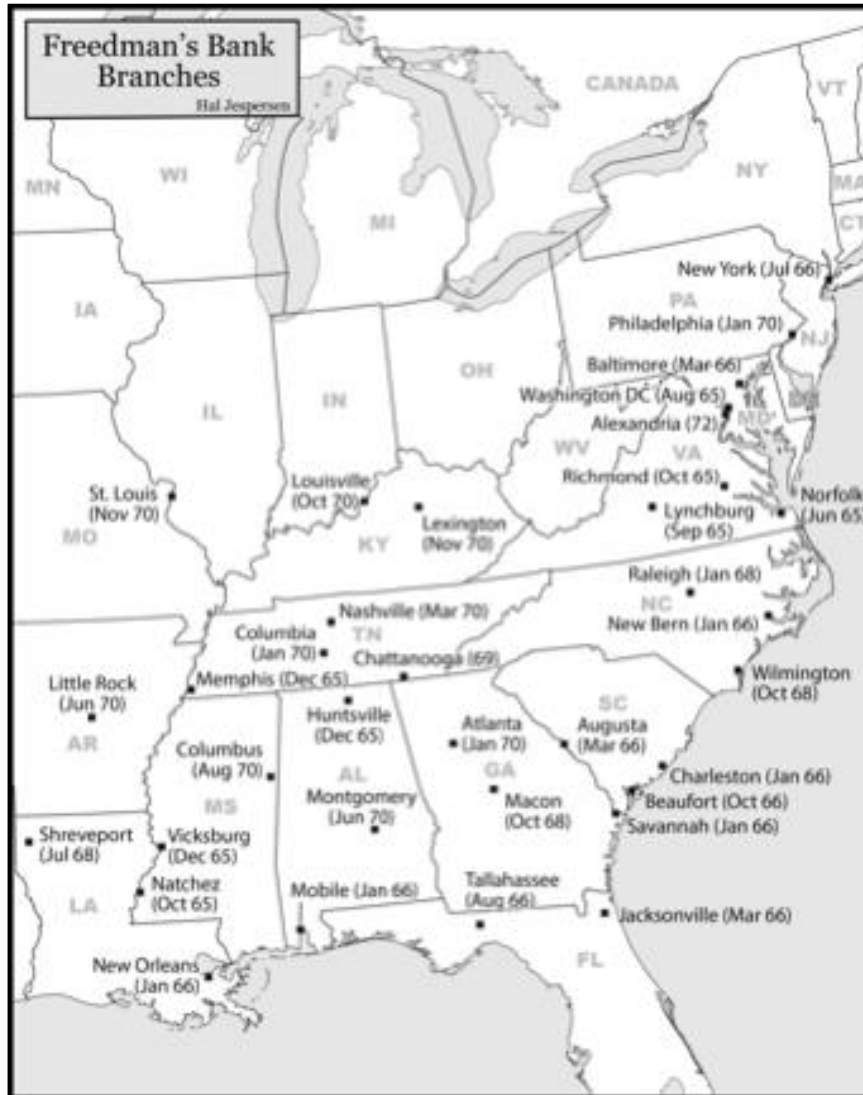 Freedman's Bank
Branches
Hal Jespersen
CANADA
VT
WI
MN
NY
MA
MI
CT
New York (Jul 66)
IA
PA
Philadelphia (Jan 70)
NJ
OH
Baltimore (Mar 66)
IN
Washington DC (Aug 65)
IL
MD
Alexandria (72)
WV
VA
Richmond (Oct 65)
St. Louis
(Nov 70)
Louisville
(Oct 70)
Lexington
(Nov 70)
Lynchburg
(Sep 65)
Norfolk
(Jun 65)
MO
KY
Raleigh (Jan 68)
NC
Nashville (Mar 70)
New Bern (Jan 66)
Columbia
(Jan 70)
TN
Chattanooga (69)
Memphis (Dec 65)
Wilmington
(Oct 68)
Little Rock
(Jun 70)
SC
Huntsville
(Dec 65)
Atlanta
(Jan 70)
Augusta
(Mar 66)
AR
Columbus
(Aug 70)
AL
GA
Charleston (Jan 66)
MS
Montgomery
(Jun 70)
Macon
(Oct 68)
Beaufort (Oct 66)
Savannah (Jan 66)
Shreveport
(Jul 68)
Vicksburg
(Dec 65)
Natchez
(Oct 65)
LA
Mobile (Jan 66)
Tallahassee
(Aug 66)
Jacksonville (Mar 66)
New Orleans
(Jan 66)
FL